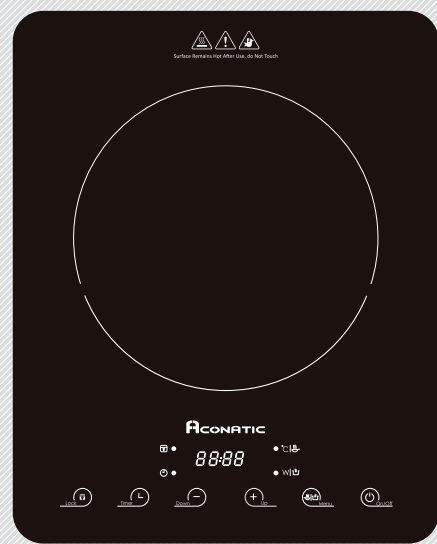 Surface Remains Hot After Use, do Not Touch
ACONATIC
°C
88:88
W
Lock Timer Down Up Menu On/Off